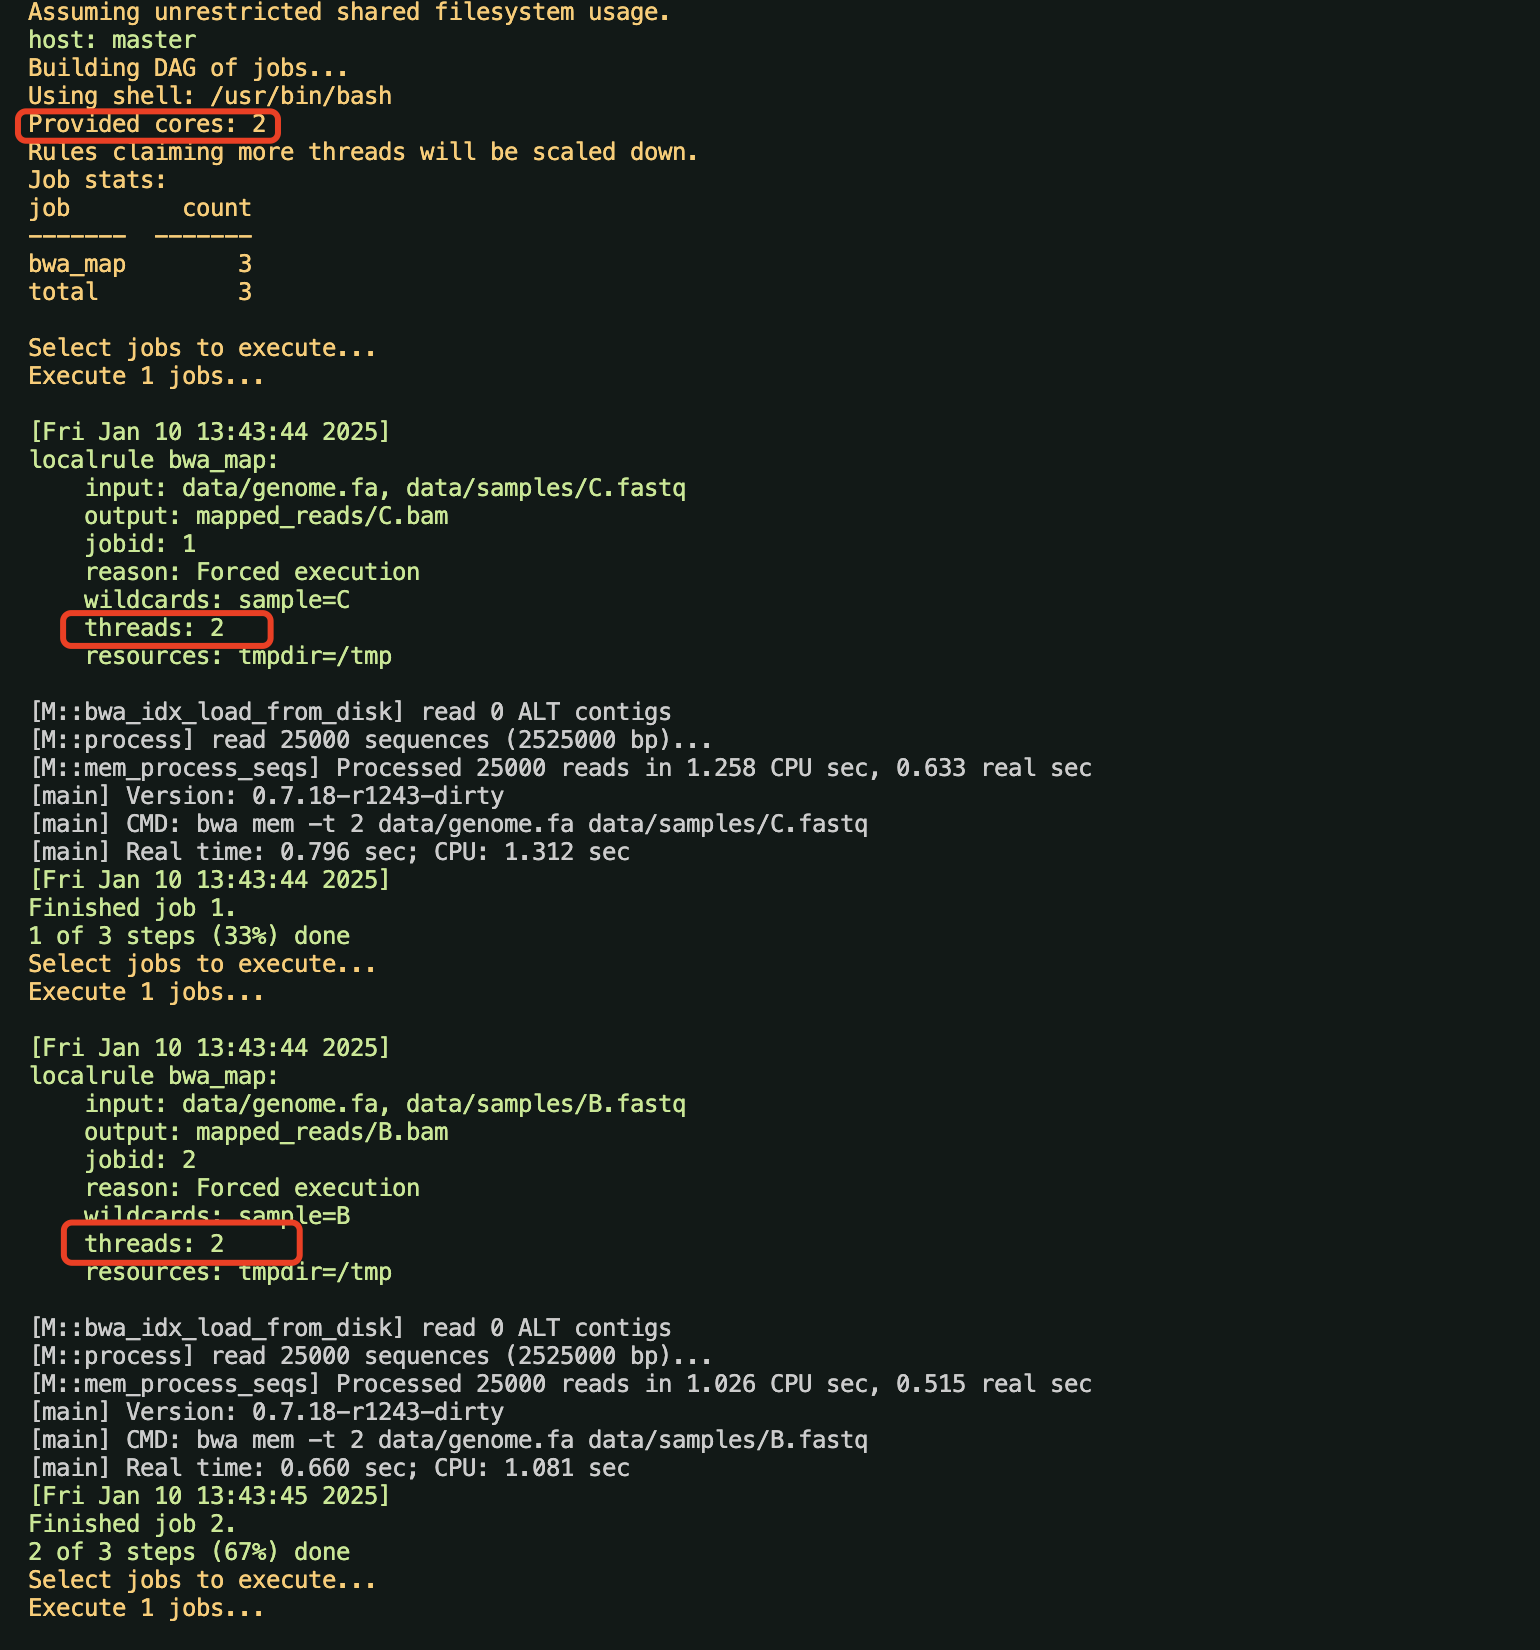 Assuming unrestricted shared filesystem usage.
host: master
Building DAG of jobs...
Using shell: /usr/bin/bash
Provided cores: 2
Rules claiming more threads will be scaled down.
Job stats:
job        count
-------  -------
bwa_map        3
total          3
Select jobs to execute...
Execute 1 jobs...
[Fri Jan 10 13:43:44 2025]
localrule bwa_map:
    input: data/genome.fa, data/samples/C.fastq
    output: mapped_reads/C.bam
    jobid: 1
    reason: Forced execution
    wildcards: sample=C
    threads: 2
    resources: tmpdir=/tmp
[M::bwa_idx_load_from_disk] read 0 ALT contigs
[M::process] read 25000 sequences (2525000 bp)...
[M::mem_process_seqs] Processed 25000 reads in 1.258 CPU sec, 0.633 real sec
[main] Version: 0.7.18-r1243-dirty
[main] CMD: bwa mem -t 2 data/genome.fa data/samples/C.fastq
[main] Real time: 0.796 sec; CPU: 1.312 sec
[Fri Jan 10 13:43:44 2025]
Finished job 1.
1 of 3 steps (33%) done
Select jobs to execute...
Execute 1 jobs...
[Fri Jan 10 13:43:44 2025]
localrule bwa_map:
    input: data/genome.fa, data/samples/B.fastq
    output: mapped_reads/B.bam
    jobid: 2
    reason: Forced execution
    wildcards: sample=B
    threads: 2
    resources: tmpdir=/tmp
[M::bwa_idx_load_from_disk] read 0 ALT contigs
[M::process] read 25000 sequences (2525000 bp)...
[M::mem_process_seqs] Processed 25000 reads in 1.026 CPU sec, 0.515 real sec
[main] Version: 0.7.18-r1243-dirty
[main] CMD: bwa mem -t 2 data/genome.fa data/samples/B.fastq
[main] Real time: 0.660 sec; CPU: 1.081 sec
[Fri Jan 10 13:43:45 2025]
Finished job 2.
2 of 3 steps (67%) done
Select jobs to execute...
Execute 1 jobs...